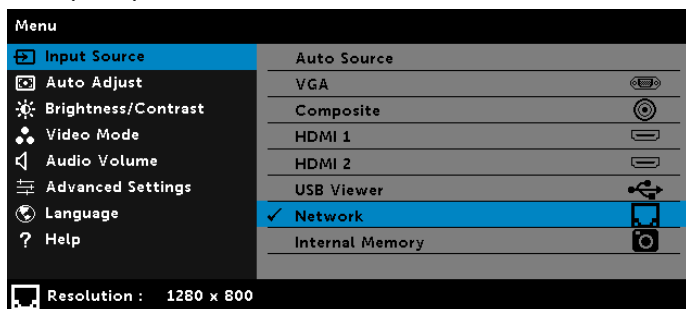 Menu
Input Source
Auto Adjust
Brightness/Contrast
Video Mode
Audio Volume
Advanced Settings
Language
? Help
Auto Source
VGA
Composite
HDMI 1
HDMI 2
USB Viewer
✓ Network
Internal Memory
Resolution : 1280 x 800